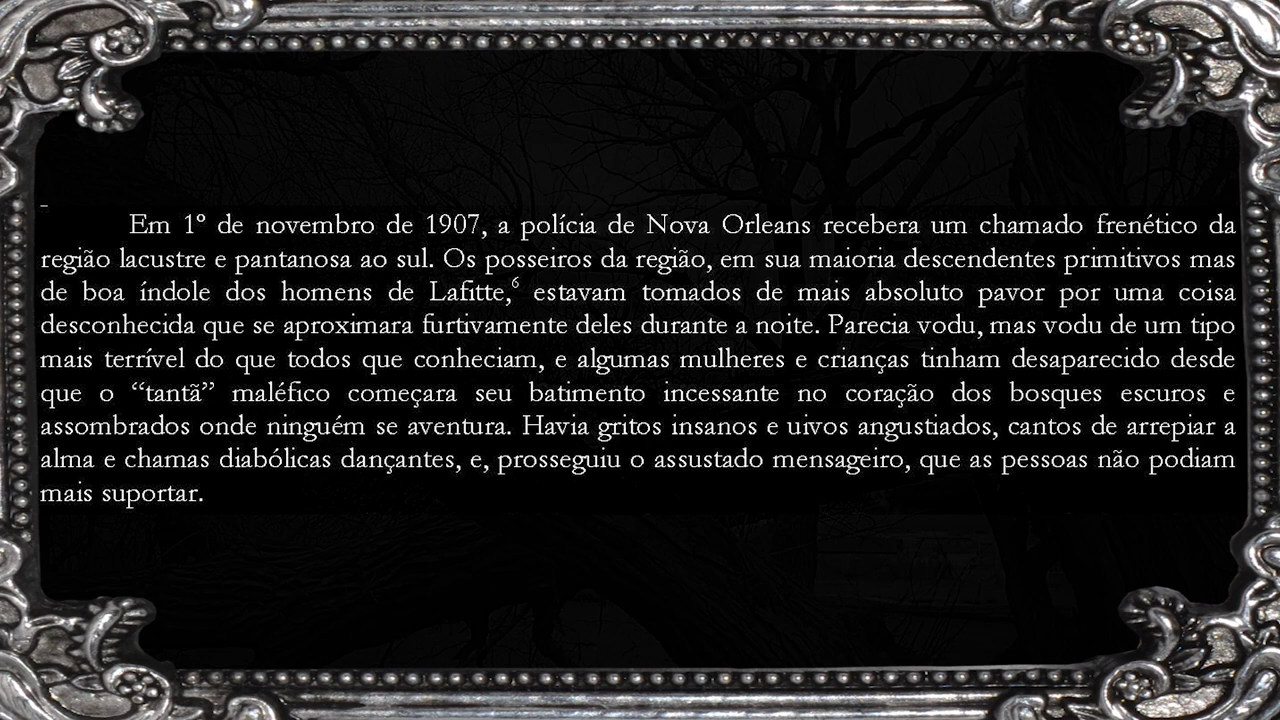 Em 1º de novembro de 1907, a polícia de Nova Orleans recebera um chamado frenético da
região lacustre e pantanosa ao sul. Os posseiros da região, em sua maioria descendentes primitivos mas
de boa índole dos homens de Lafitte,⁶ estavam tomados de mais absoluto pavor por uma coisa
desconhecida que se aproximara furtivamente deles durante a noite. Parecia vodu, mas vodu de um tipo
mais terrível do que todos que conheciam, e algumas mulheres e crianças tinham desaparecido desde
que o “tantã” maléfico começara seu batimento incessante no coração dos bosques escuros e
assombrados onde ninguém se aventura. Havia gritos insanos e uivos angustiados, cantos de arrepiar a
alma e chamas diabólicas dançantes, e, prosseguiu o assustado mensageiro, que as pessoas não podiam
mais suportar.